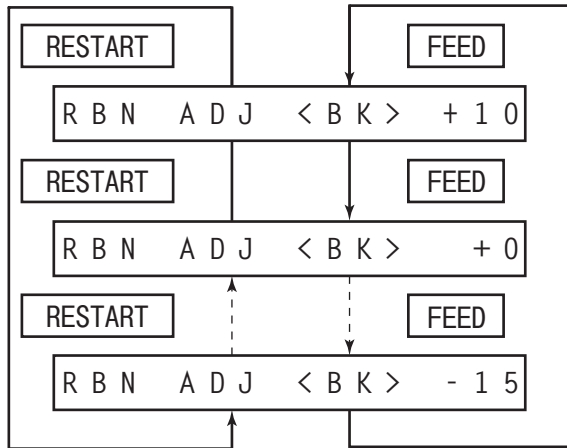 RESTART FEED
RBN ADJ <BK> +10
RESTART FEED
RBN ADJ <BK> +0
RESTART FEED
RBN ADJ <BK> -15